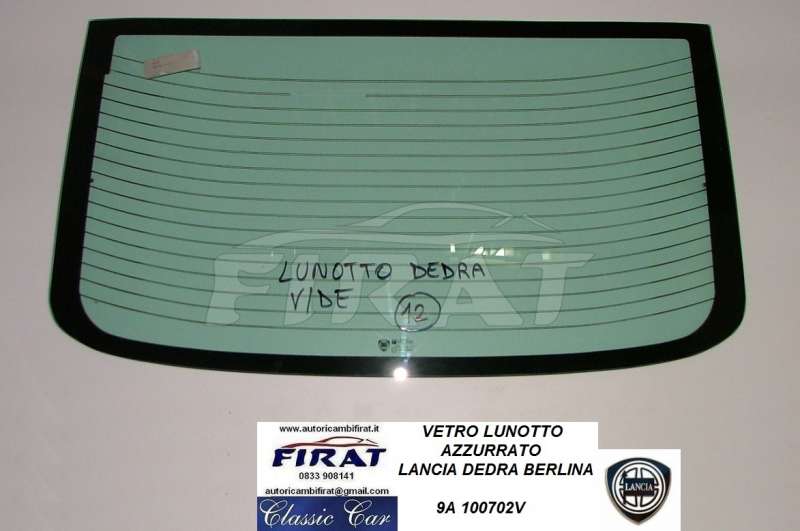 LUNOTTO DEDRA
V/DE
12
FIRAT
www.autoricambifirat.it
FIRAT
0833 908141
autoricambifirat@gmail.com
Classic Car
VETRO LUNOTTO
AZZURRATO
LANCIA DEDRA BERLINA
9A 100702V
LANCIA